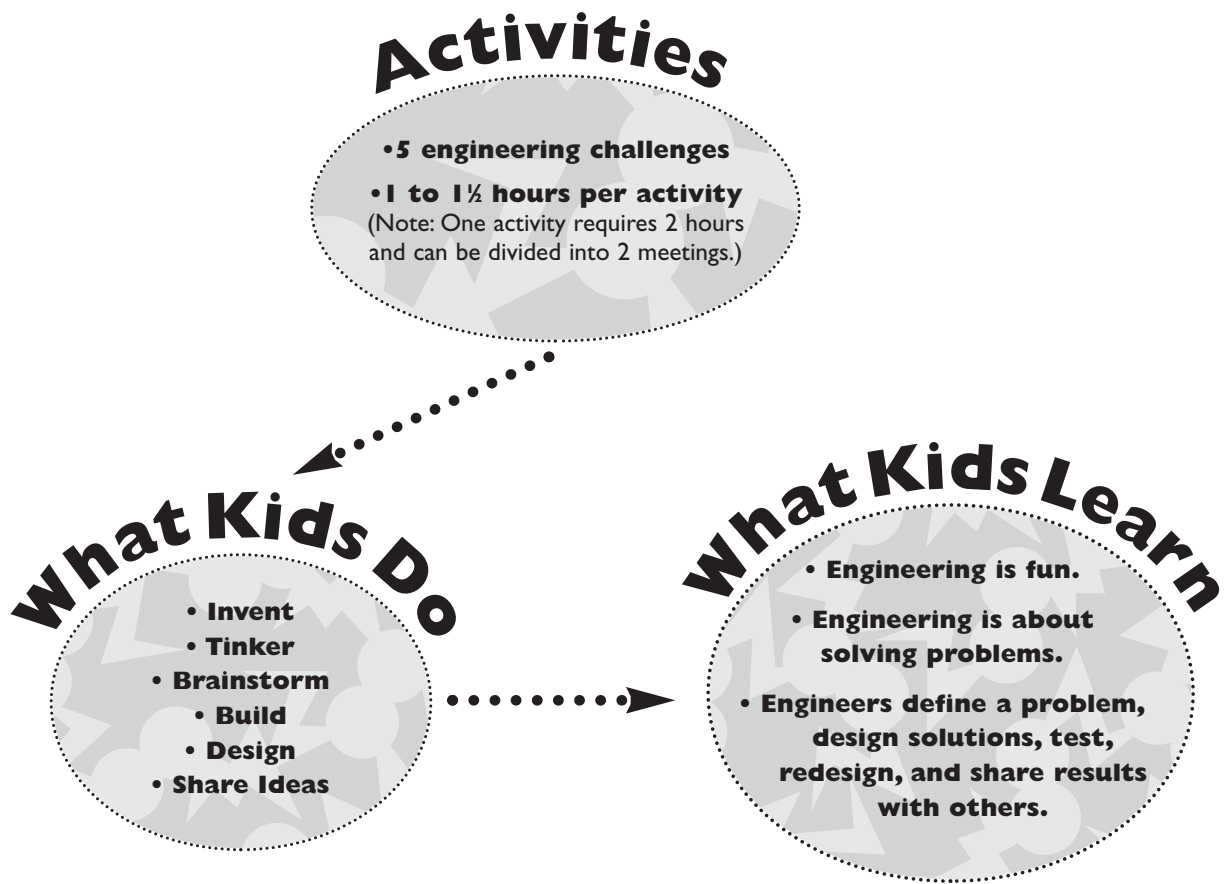 Activities
•5 engineering challenges
•1 to 1½ hours per activity
(Note: One activity requires 2 hours
and can be divided into 2 meetings.)
What Kids Do
• Invent
• Tinker
• Brainstorm
• Build
• Design
• Share Ideas
What Kids Learn
• Engineering is fun.
• Engineering is about
solving problems.
• Engineers define a problem,
design solutions, test,
redesign, and share results
with others.